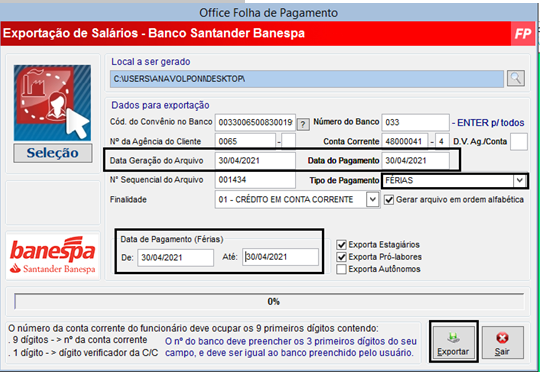 Office Folha de Pagamento
Exportação de Salários - Banco Santander Banespa
FP
Local a ser gerado
C:\USERS\ANAVOLPON\DESKTOP\
Dados para exportação
Cód. do Convênio no Banco 003300650083001 ? Número do Banco 033 - ENTER p/ todos
Nº da Agência do Cliente 0065 - Conta Corrente 48000041 - 4 D.V. Ag./Conta
Data Geração do Arquivo 30/04/2021 Data do Pagamento 30/04/2021
N° Sequencial do Arquivo 001434 Tipo de Pagamento FÉRIAS
Finalidade 01 - CRÉDITO EM CONTA CORRENTE Gerar arquivo em ordem alfabética
Seleção
banespa
Santander Banespa
Data de Pagamento (Férias)
De: 30/04/2021 Até: 30/04/2021
Exporta Estagiários
Exporta Pró-labores
Exporta Autônomos
0%
O número da conta corrente do funcionário deve ocupar os 9 primeiros dígitos contendo:
. 9 dígitos -> nº da conta corrente
. 1 dígito -> dígito verificador da C/C
O nº do banco deve preencher os 3 primeiros dígitos do seu
campo, e deve ser igual ao banco preenchido pelo usuário.
Exportar
Sair